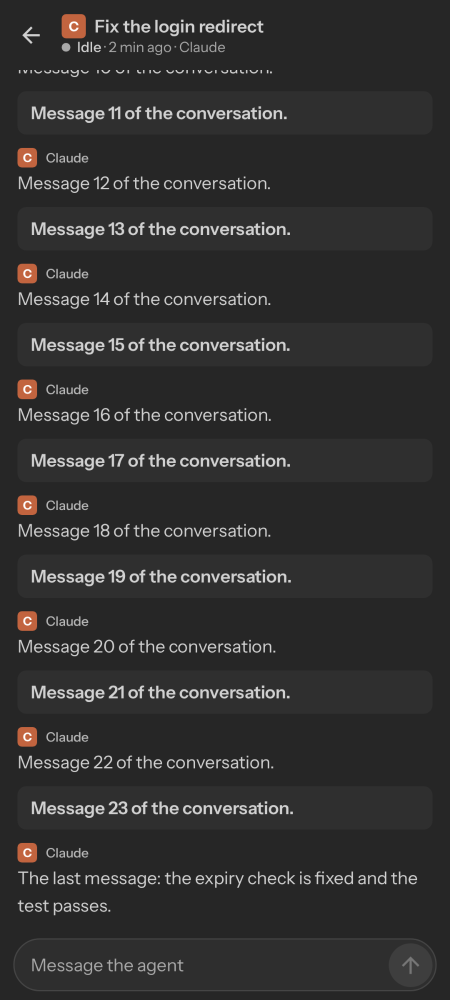 C Fix the login redirect
Idle · 2 min ago · Claude
Message 10 of the conversation.
Message 11 of the conversation.
C Claude
Message 12 of the conversation.
Message 13 of the conversation.
C Claude
Message 14 of the conversation.
Message 15 of the conversation.
C Claude
Message 16 of the conversation.
Message 17 of the conversation.
C Claude
Message 18 of the conversation.
Message 19 of the conversation.
C Claude
Message 20 of the conversation.
Message 21 of the conversation.
C Claude
Message 22 of the conversation.
Message 23 of the conversation.
C Claude
The last message: the expiry check is fixed and the
test passes.
Message the agent